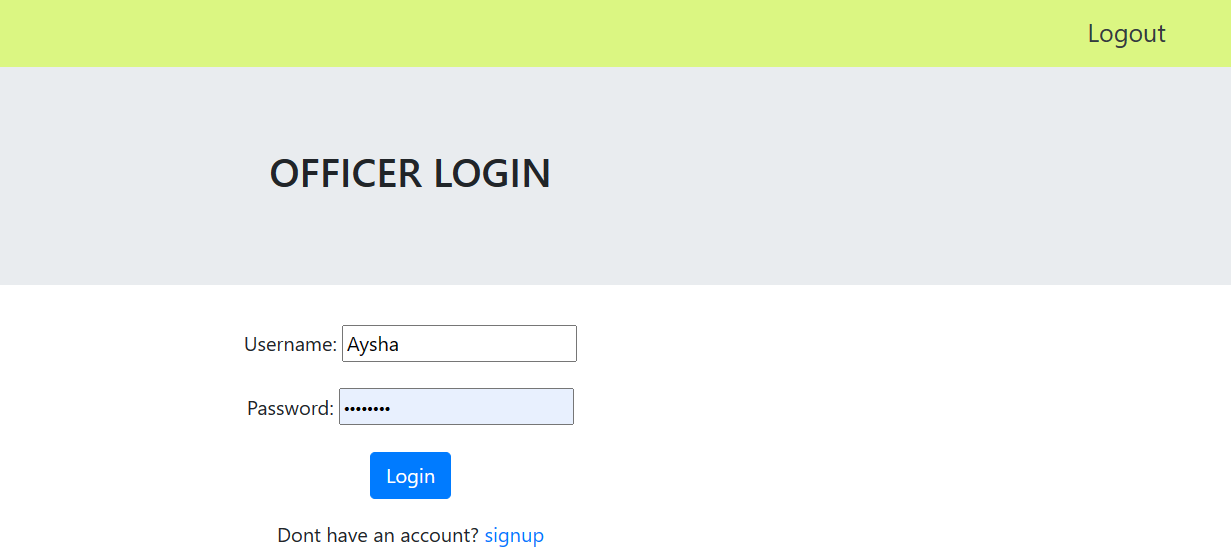 Logout
OFFICER LOGIN
Username: Aysha
Password: ••••••••
Login
Dont have an account? signup